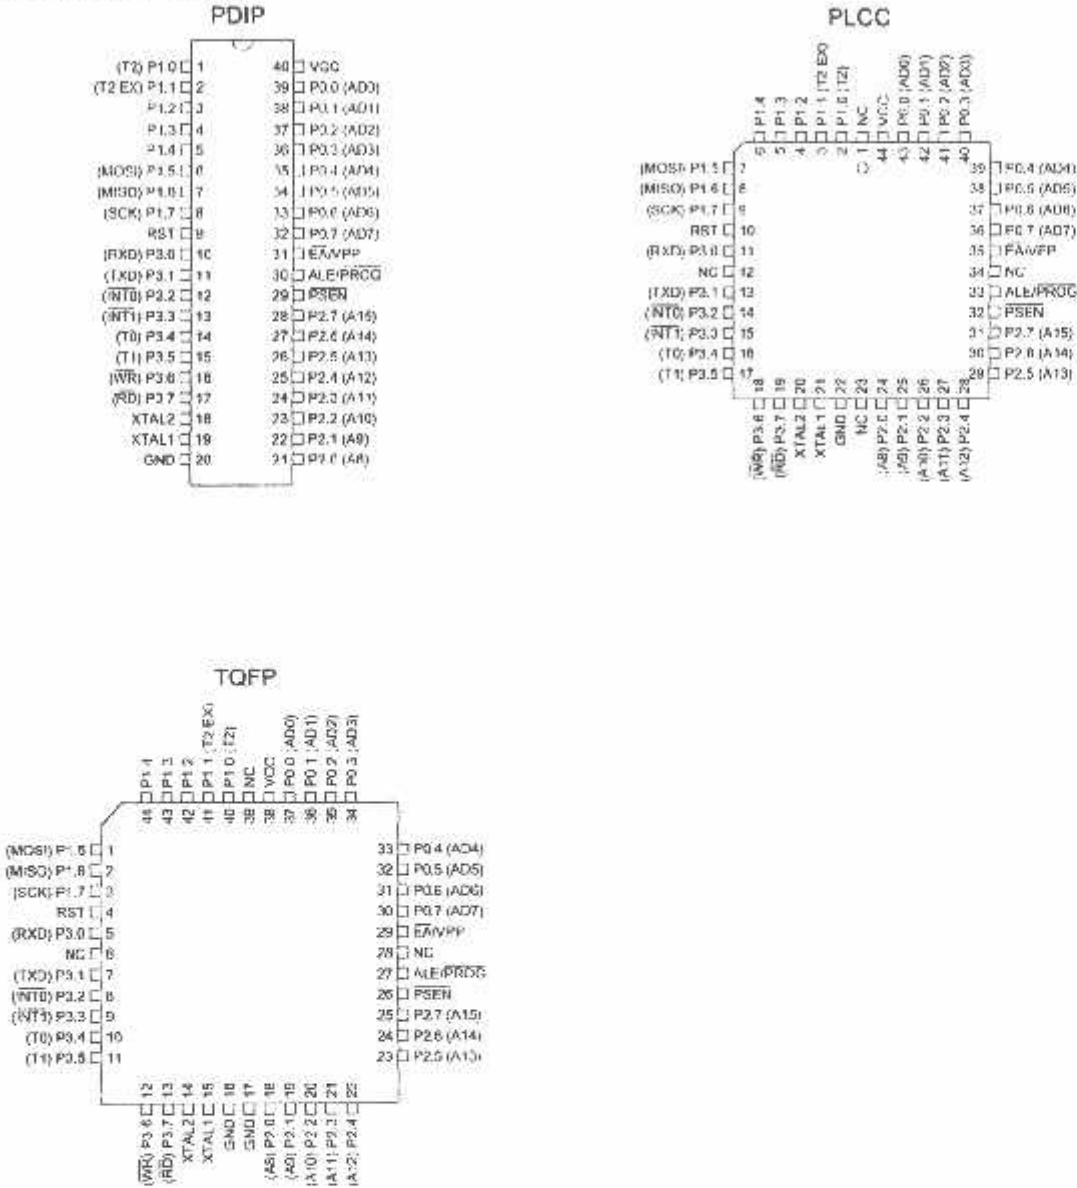 PDIP
(T2) P1.0 1 40 VCC
(T2 EX) P1.1 2 39 P0.0 (AD0)
P1.2 3 38 P0.1 (AD1)
P1.3 4 37 P0.2 (AD2)
P1.4 5 36 P0.3 (AD3)
(MOSI) P1.5 6 35 P0.4 (AD4)
(MISO) P1.6 7 34 P0.5 (AD5)
(SCK) P1.7 8 33 P0.6 (AD6)
RST 9 32 P0.7 (AD7)
(RXD) P3.0 10 31 EA/VPP
(TXD) P3.1 11 30 ALE/PROG
(INT0) P3.2 12 29 PSEN
(INT1) P3.3 13 28 P2.7 (A15)
(T0) P3.4 14 27 P2.6 (A14)
(T1) P3.5 15 26 P2.5 (A13)
(WR) P3.6 16 25 P2.4 (A12)
(RD) P3.7 17 24 P2.3 (A11)
XTAL2 18 23 P2.2 (A10)
XTAL1 19 22 P2.1 (A9)
GND 20 21 P2.0 (A8)
PLCC
6 P1.4
5 P1.3
4 P1.2
3 P1.1 (T2 EX)
2 P1.0 (T2)
1 NC
44 VCC
43 P0.0 (AD0)
42 P0.1 (AD1)
41 P0.2 (AD2)
40 P0.3 (AD3)
(MOSI) P1.5 7 39 P0.4 (AD4)
(MISO) P1.6 8 38 P0.5 (AD5)
(SCK) P1.7 9 37 P0.6 (AD6)
RST 10 36 P0.7 (AD7)
(RXD) P3.0 11 35 EA/VPP
NC 12 34 NC
(TXD) P3.1 13 33 ALE/PROG
(INT0) P3.2 14 32 PSEN
(INT1) P3.3 15 31 P2.7 (A15)
(T0) P3.4 16 30 P2.6 (A14)
(T1) P3.5 17 29 P2.5 (A13)
(WR) P3.6 18
(RD) P3.7 19
XTAL2 20
XTAL1 21
GND 22
NC 23
(A8) P2.0 24
(A9) P2.1 25
(A10) P2.2 26
(A11) P2.3 27
(A12) P2.4 28
TQFP
44 P1.4
43 P1.3
42 P1.2
41 P1.1 (T2 EX)
40 P1.0 (T2)
39 NC
38 VCC
37 P0.0 (AD0)
36 P0.1 (AD1)
35 P0.2 (AD2)
34 P0.3 (AD3)
(MOSI) P1.5 1 33 P0.4 (AD4)
(MISO) P1.6 2 32 P0.5 (AD5)
(SCK) P1.7 3 31 P0.6 (AD6)
RST 4 30 P0.7 (AD7)
(RXD) P3.0 5 29 EA/VPP
NC 6 28 NC
(TXD) P3.1 7 27 ALE/PROG
(INT0) P3.2 8 26 PSEN
(INT1) P3.3 9 25 P2.7 (A15)
(T0) P3.4 10 24 P2.6 (A14)
(T1) P3.5 11 23 P2.5 (A13)
(WR) P3.6 12
(RD) P3.7 13
XTAL2 14
XTAL1 15
GND 16
GND 17
(A8) P2.0 18
(A9) P2.1 19
(A10) P2.2 20
(A11) P2.3 21
(A12) P2.4 22